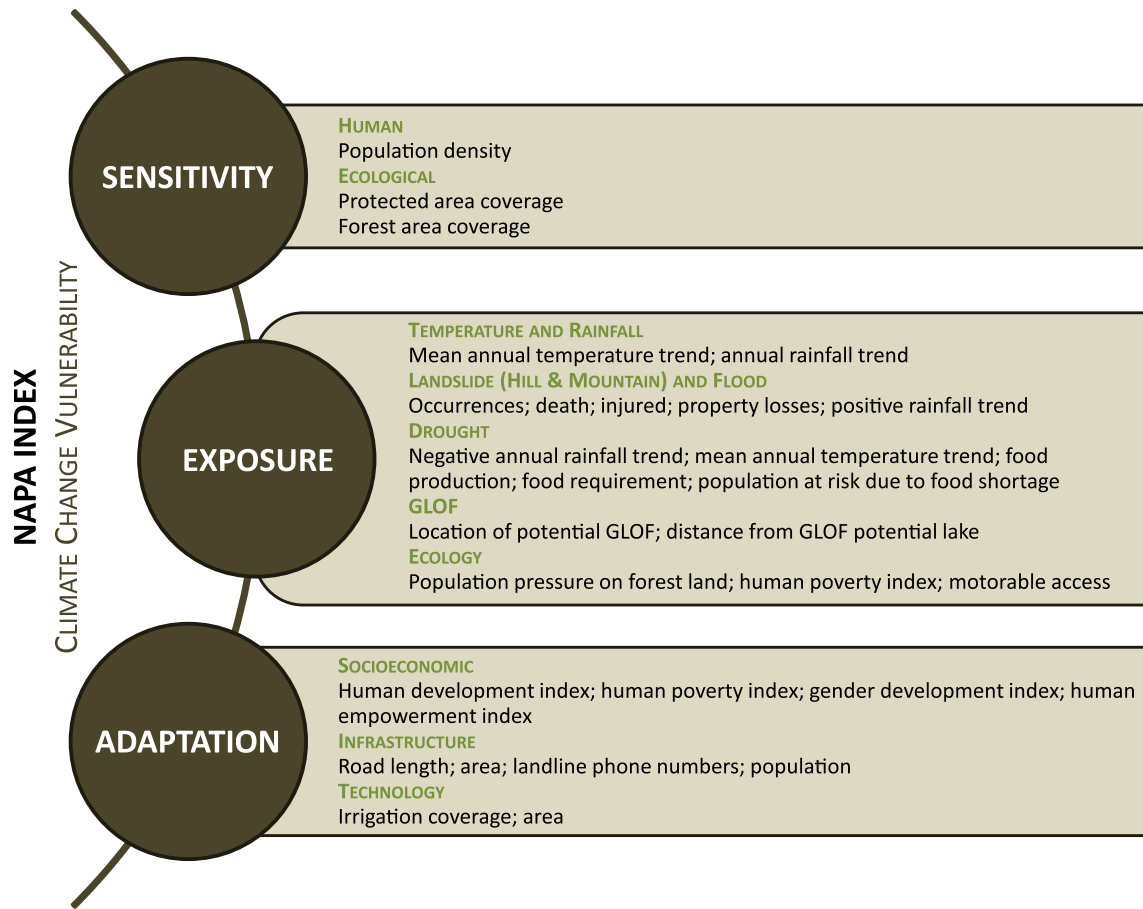 NAPA INDEX
CLIMATE CHANGE VULNERABILITY
SENSITIVITY
HUMAN
Population density
ECOLOGICAL
Protected area coverage
Forest area coverage
EXPOSURE
TEMPERATURE AND RAINFALL
Mean annual temperature trend; annual rainfall trend
LANDSLIDE (HILL & MOUNTAIN) AND FLOOD
Occurrences; death; injured; property losses; positive rainfall trend
DROUGHT
Negative annual rainfall trend; mean annual temperature trend; food
production; food requirement; population at risk due to food shortage
GLOF
Location of potential GLOF; distance from GLOF potential lake
ECOLOGY
Population pressure on forest land; human poverty index; motorable access
ADAPTATION
SOCIOECONOMIC
Human development index; human poverty index; gender development index; human
empowerment index
INFRASTRUCTURE
Road length; area; landline phone numbers; population
TECHNOLOGY
Irrigation coverage; area